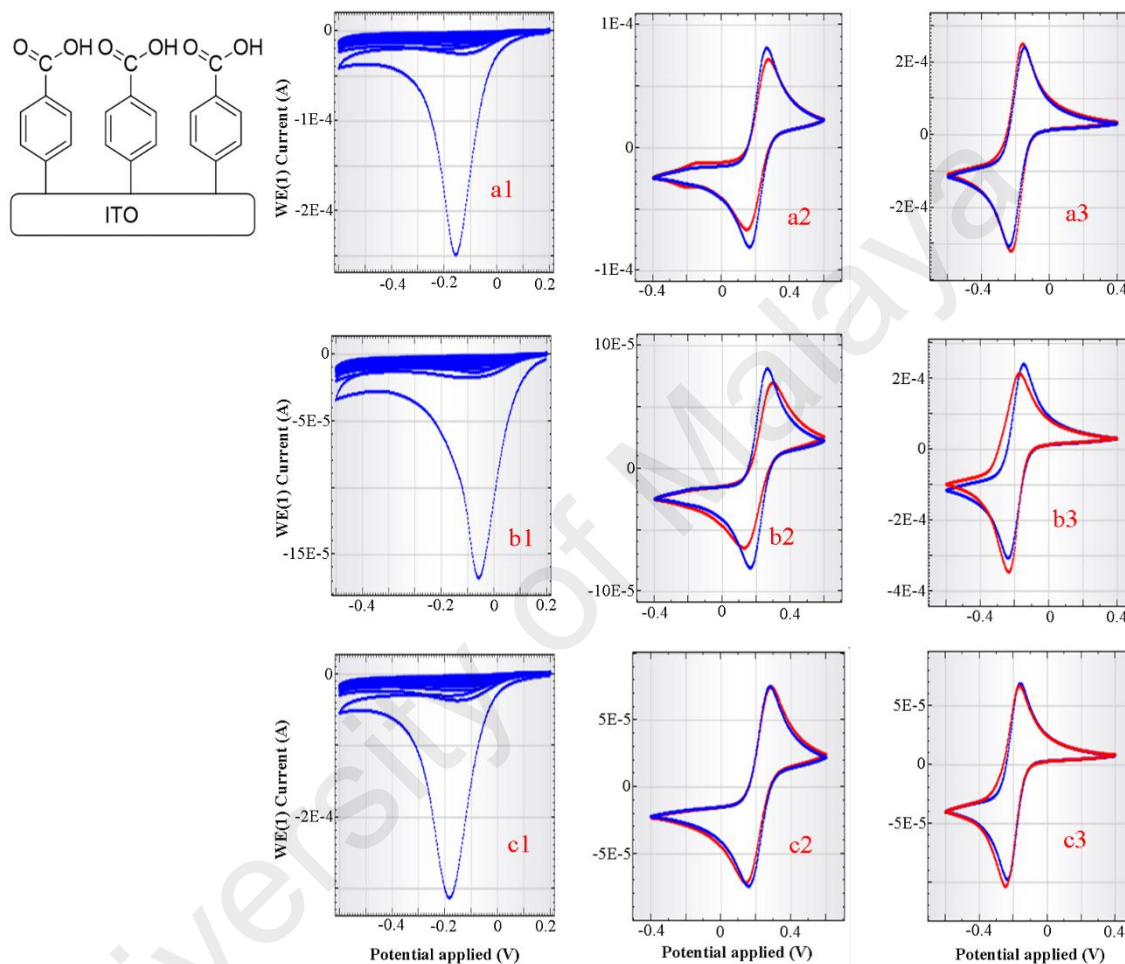 O OH O OH O OH
C C C
ITO
WE(1) Current (A)
0
-1E-4
-2E-4
-0.4 -0.2 0 0.2
a1
1E-4
0
-1E-4
-0.4 0 0.4
a2
2E-4
0
-2E-4
-0.4 0 0.4
a3
WE(1) Current (A)
0
-5E-5
-15E-5
-0.4 -0.2 0 0.2
b1
10E-5
0
-10E-5
-0.4 0 0.4
b2
2E-4
0
-2E-4
-4E-4
-0.4 0 0.4
b3
WE(1) Current (A)
0
-2E-4
-0.4 -0.2 0 0.2
c1
Potential applied (V)
5E-5
0
-5E-5
-0.4 0 0.4
c2
Potential applied (V)
5E-5
0
-5E-5
-0.4 0 0.4
c3
Potential applied (V)
University of Malaya